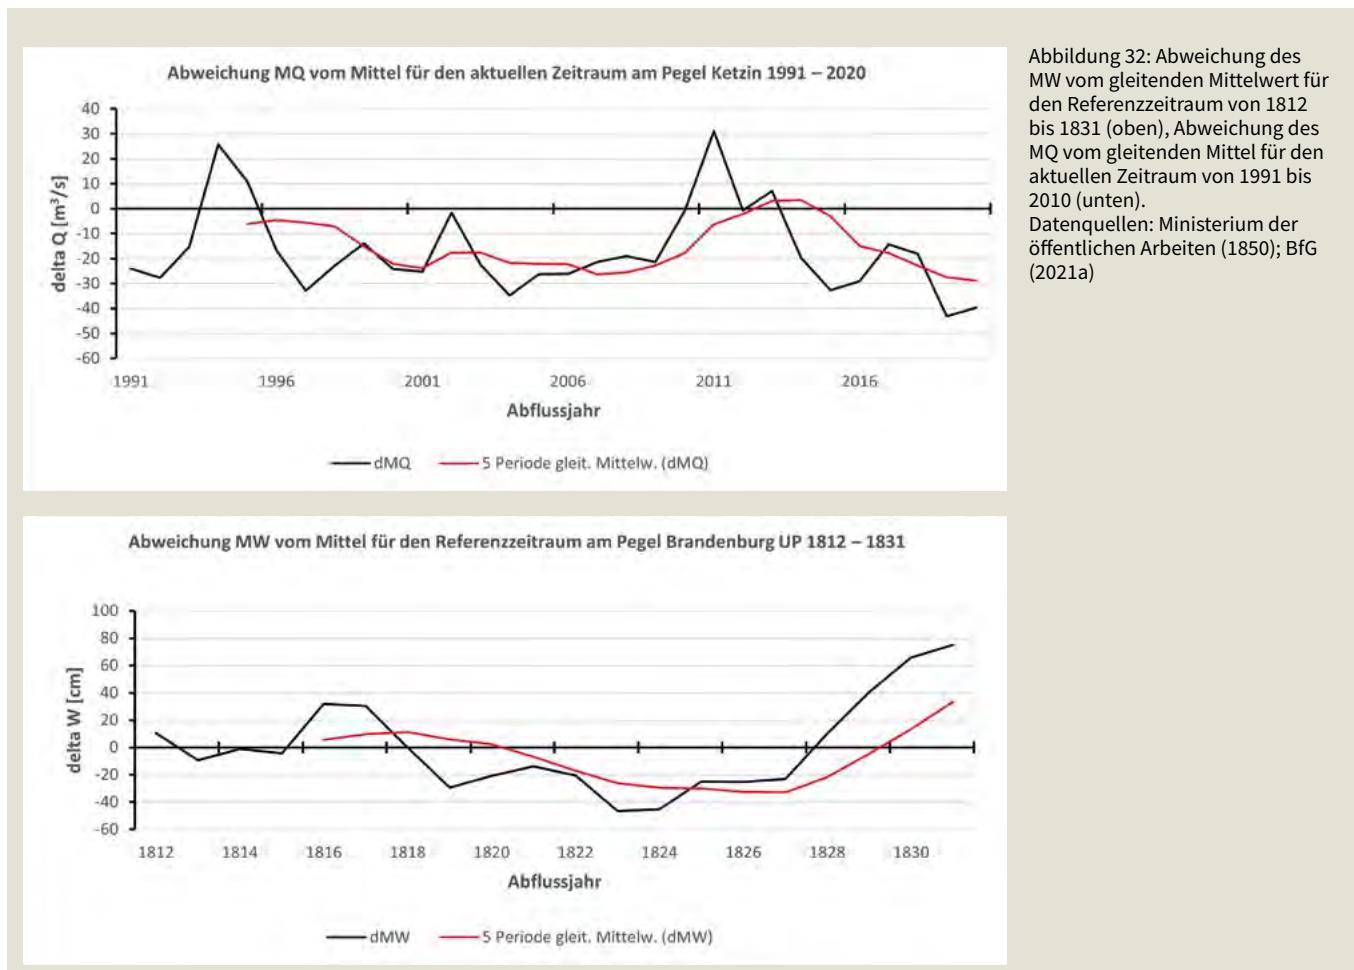 Abweichung MQ vom Mittel für den aktuellen Zeitraum am Pegel Ketzin 1991 – 2020
40
30
20
10
0
-10
-20
-30
-40
-50
-60
delta Q [m³/s]
1991 1996 2001 2006 2011 2016
Abflussjahr
dMQ 5 Periode gleit. Mittelw. (dMQ)
Abweichung MW vom Mittel für den Referenzzeitraum am Pegel Brandenburg UP 1812 – 1831
100
80
60
40
20
0
-20
-40
-60
delta W [cm]
1812 1814 1816 1818 1820 1822 1824 1826 1828 1830
Abflussjahr
dMW 5 Periode gleit. Mittelw. (dMW)
Abbildung 32: Abweichung des
MW vom gleitenden Mittelwert für
den Referenzzeitraum von 1812
bis 1831 (oben), Abweichung des
MQ vom gleitenden Mittel für den
aktuellen Zeitraum von 1991 bis
2010 (unten).
Datenquellen: Ministerium der
öffentlichen Arbeiten (1850); BfG
(2021a)